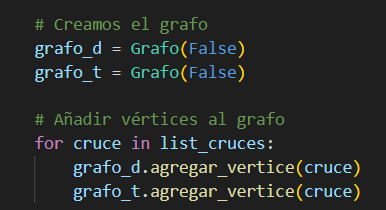 # Creamos el grafo
grafo_d = Grafo(False)
grafo_t = Grafo(False)
# Añadir vértices al grafo
for cruce in list_cruces:
    grafo_d.agregar_vertice(cruce)
    grafo_t.agregar_vertice(cruce)